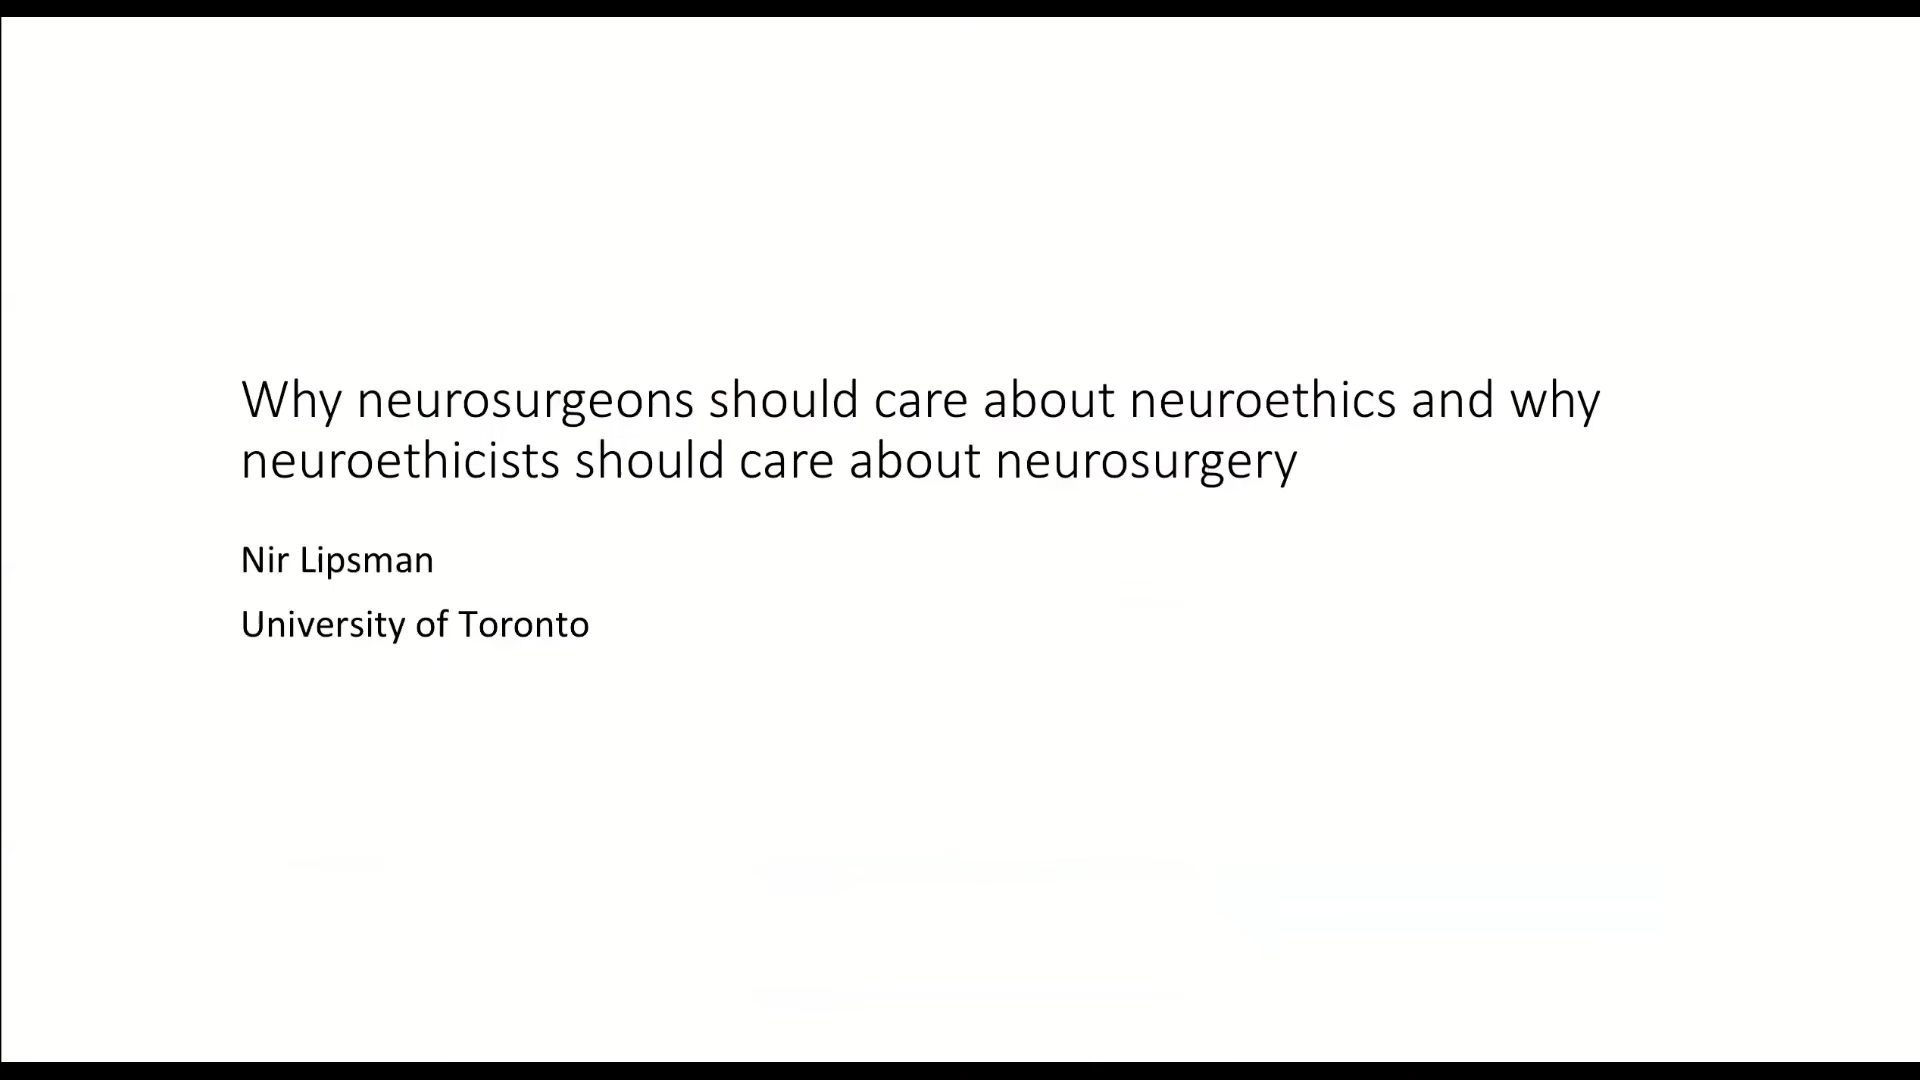 Why neurosurgeons should care about neuroethics and why
neuroethicists should care about neurosurgery
Nir Lipsman
University of Toronto